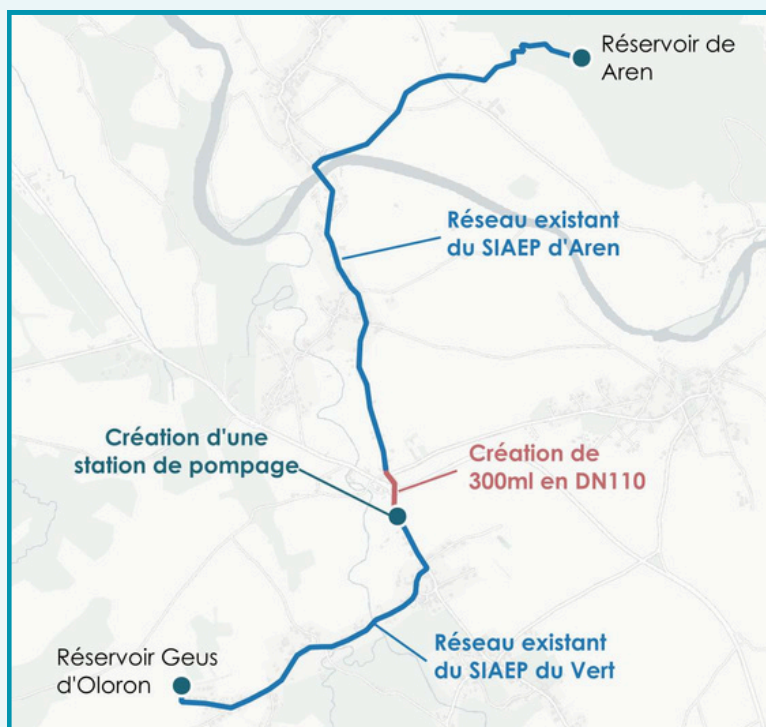 Réservoir de
Aren
Réseau existant
du SIAEP d'Aren
Création d'une
station de pompage
Création de
300ml en DN110
Réservoir Geus
d'Oloron
Réseau existant
du SIAEP du Vert